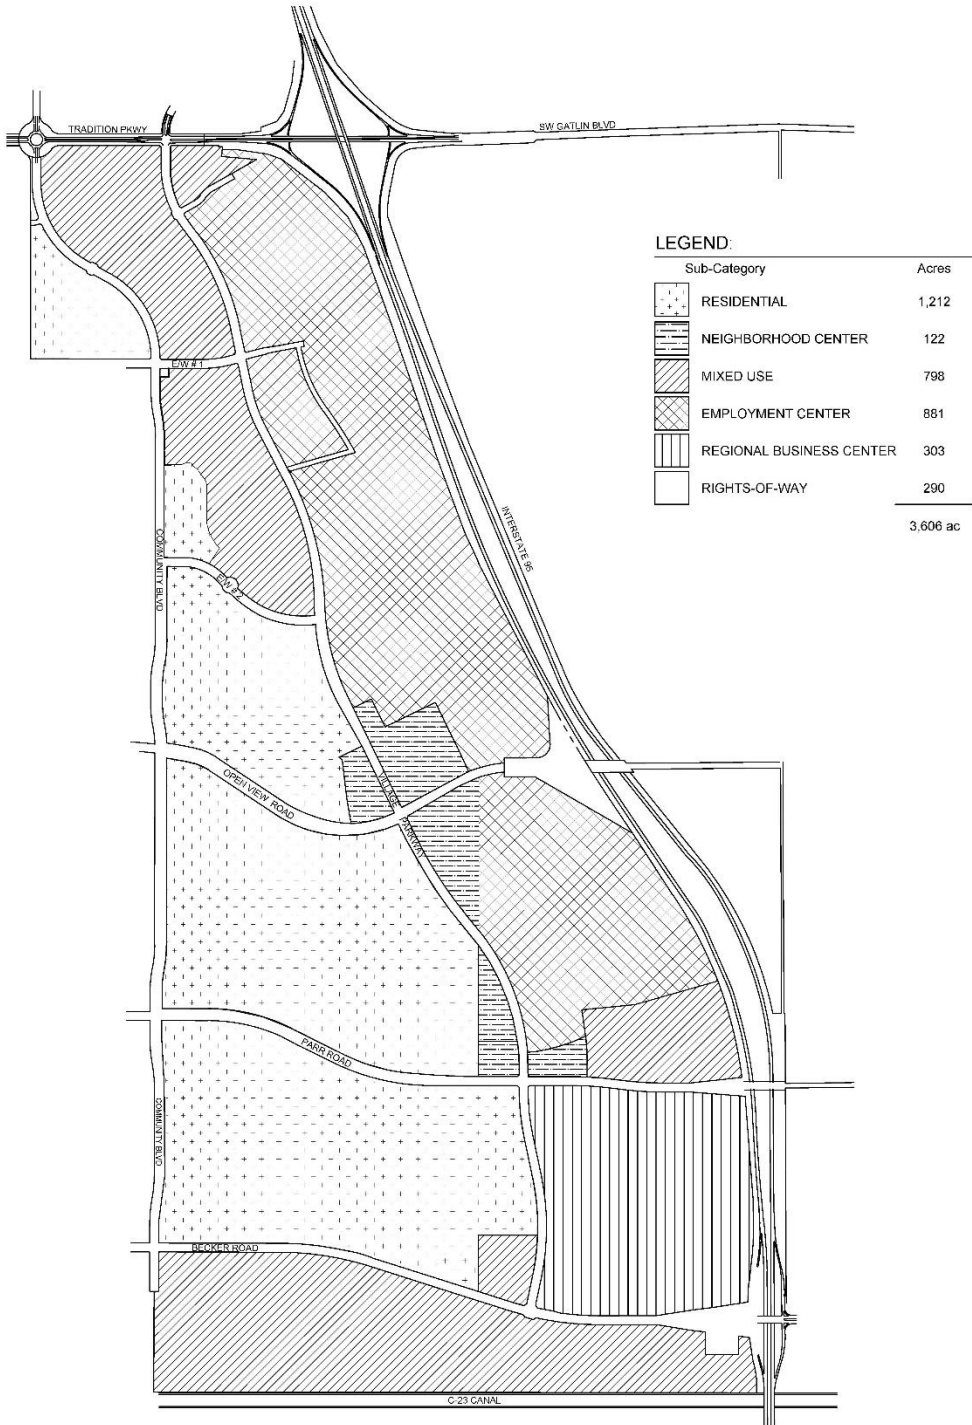 TRADITION PKWY
SW GATLIN BLVD
LEGEND:
Sub-Category Acres
RESIDENTIAL 1,212
NEIGHBORHOOD CENTER 122
MIXED USE 798
EMPLOYMENT CENTER 881
REGIONAL BUSINESS CENTER 303
RIGHTS-OF-WAY 290
3,606 ac
E/W # 1
INTERSTATE 95
COMMUNITY BLVD
E/W # 2
OPEN VIEW ROAD
VILLAGE PARKWAY
PARR ROAD
COMMUNITY BLVD
BECKER ROAD
C-23 CANAL